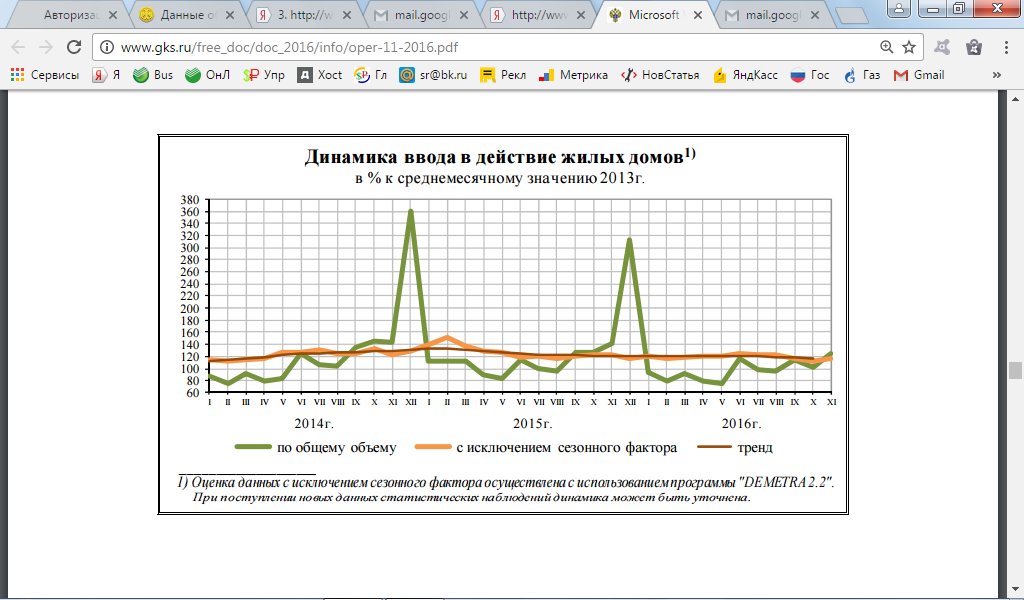 Авториза
Данные о
3. http://w
mail.googl
http://www
Microsoft
mail.googl
www.gks.ru/free_doc/doc_2016/info/oper-11-2016.pdf
Сервисы Я Bus ОнЛ Упр Хост Гл sr@bk.ru Рекл Метрика НовСтатья ЯндКасс Гос Газ Gmail »
Динамика ввода в действие жилых домов1)
в % к среднемесячному значению 2013г.
380
360
340
320
300
280
260
240
220
200
180
160
140
120
100
80
60
I II III IV V VI VII VIII IX X XI XII I II III IV V VI VII VIII IX X XI XII I II III IV V VI VII VIII IX X XI
2014г. 2015г. 2016г.
по общему объему с исключением сезонного фактора тренд
1) Оценка данных с исключением сезонного фактора осуществлена с использованием программы "DEMETRA 2.2".
При поступлении новых данных статистических наблюдений динамика может быть уточнена.